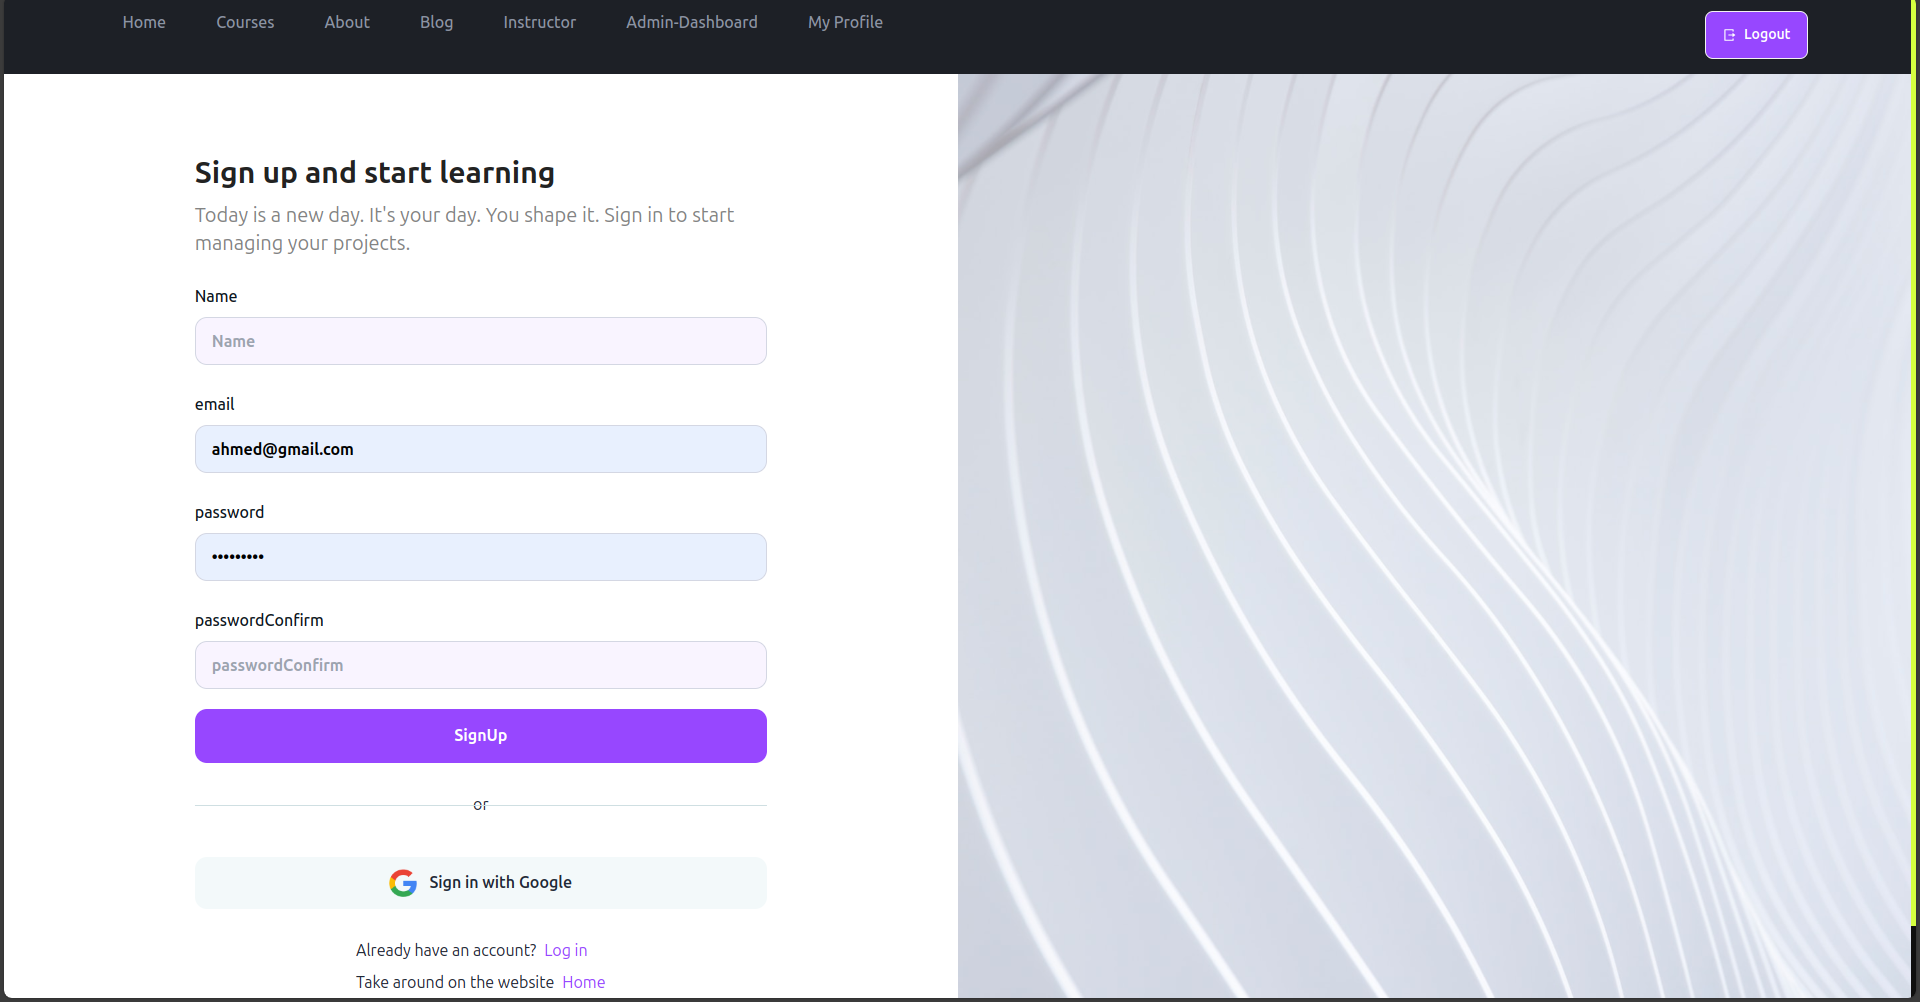 Home Courses About Blog Instructor Admin-Dashboard My Profile Logout
Sign up and start learning
Today is a new day. It's your day. You shape it. Sign in to start
managing your projects.
Name
Name
email
ahmed@gmail.com
password
•••••••••
passwordConfirm
passwordConfirm
SignUp
or
Sign in with Google
Already have an account? Log in
Take around on the website Home